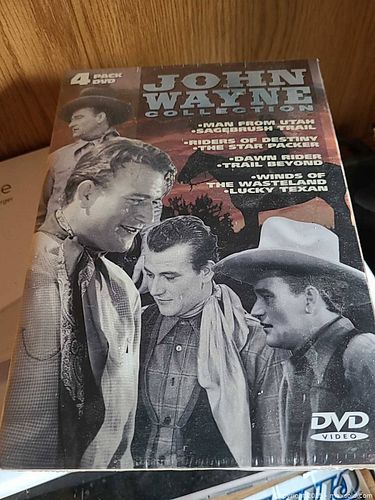 4 PACK
DVD
JOHN
WAYNE
COLLECTION
•MAN FROM UTAH
•SAGEBRUSH TRAIL
•RIDERS OF DESTINY
•THE STAR PACKER
•DAWN RIDER
•TRAIL BEYOND
•WINDS OF
THE WASTELAND
•LUCKY TEXAN
DVD
VIDEO